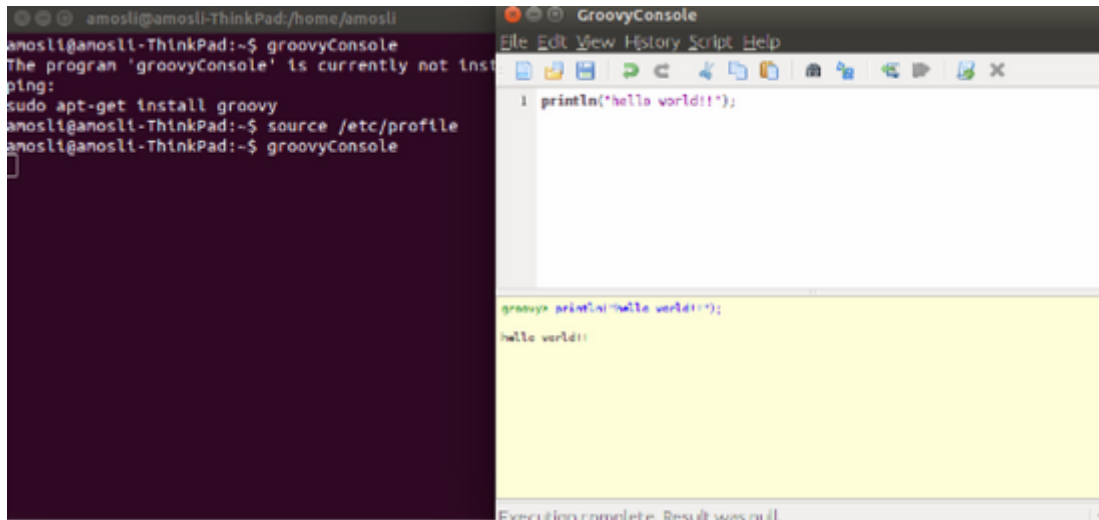 amosli@amosli-ThinkPad:/home/amosli
amosli@amosli-ThinkPad:~$ groovyConsole
The program 'groovyConsole' is currently not inst
ping:
sudo apt-get install groovy
amosli@amosli-ThinkPad:~$ source /etc/profile
amosli@amosli-ThinkPad:~$ groovyConsole
GroovyConsole
File Edit View History Script Help
1 println("hello world!!");
groovy> println("hello world!!");
hello world!!
Execution complete. Result was null.